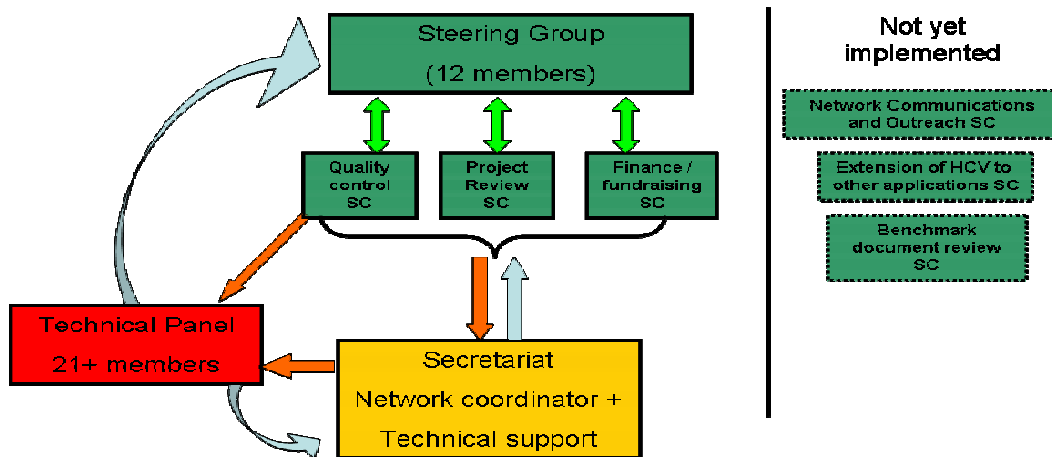 Steering Group
(12 members)
Not yet
implemented
Network Communications
and Outreach SC
Extension of HCV to
other applications SC
Benchmark
document review
SC
Quality
control
SC
Project
Review
SC
Finance /
fundraising
SC
Technical Panel
21+ members
Secretariat
Network coordinator +
Technical support